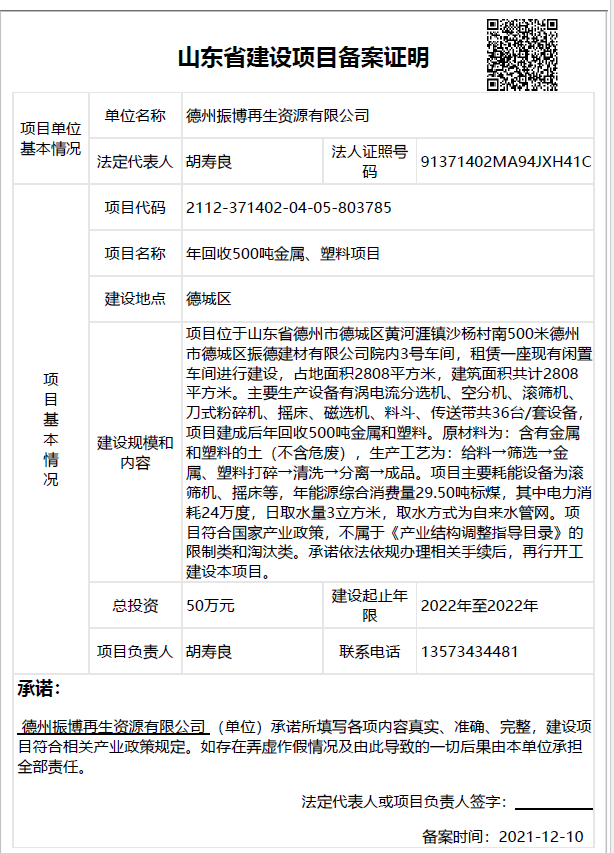 山东省建设项目备案证明
项目单位
基本情况
单位名称
德州振博再生资源有限公司
法定代表人
胡寿良
法人证照号
码
91371402MA94JXH41C
项目基本情况
项目代码
2112-371402-04-05-803785
项目名称
年回收500吨金属、塑料项目
建设地点
德城区
建设规模和
内容
项目位于山东省德州市德城区黄河涯镇沙杨村南500米德州
市德城区振德建材有限公司院内3号车间，租赁一座现有闲置
车间进行建设，占地面积2808平方米，建筑面积共计2808
平方米。主要生产设备有涡电流分选机、空分机、滚筛机、
刀式粉碎机、摇床、磁选机、料斗、传送带共36台/套设备，
项目建成后年回收500吨金属和塑料。原材料为：含有金属
和塑料的土（不含危废），生产工艺为：给料→筛选→金
属、塑料打碎→清洗→分离→成品。项目主要耗能设备为滚
筛机、摇床等，年能源综合消费量29.50吨标煤，其中电力消
耗24万度，日取水量3立方米，取水方式为自来水管网。项
目符合国家产业政策，不属于《产业结构调整指导目录》的
限制类和淘汰类。承诺依法依规办理相关手续后，再行开工
建设本项目。
总投资
50万元
建设起止年
限
2022年至2022年
项目负责人
胡寿良
联系电话
13573434481
承诺：
德州振博再生资源有限公司（单位）承诺所填写各项内容真实、准确、完整，建设项
目符合相关产业政策规定。如存在弄虚作假情况及由此导致的一切后果由本单位承担
全部责任。
法定代表人或项目负责人签字：
备案时间：2021-12-10